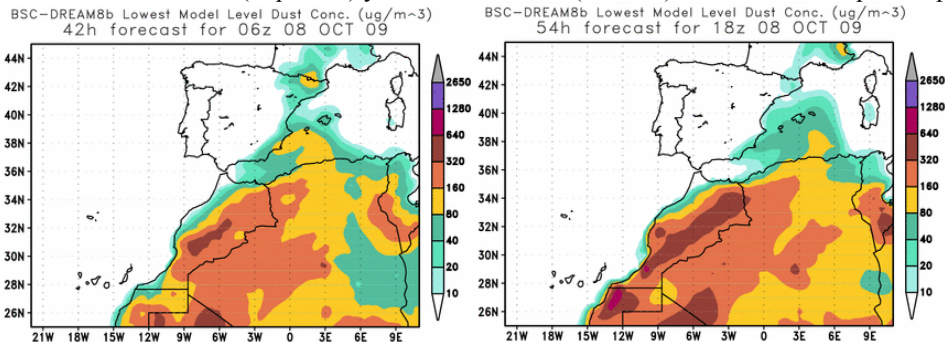 BSC-DREAM8b Lowest Model Level Dust Conc. (ug/m^3)
42h forecast for 06z 08 OCT 09
44N
42N
40N
38N
36N
34N
32N
30N
28N
26N
21W 18W 15W 12W 9W 6W 3W 0 3E 6E 9E
2650
1280
640
320
160
80
40
20
10
BSC-DREAM8b Lowest Model Level Dust Conc. (ug/m^3)
54h forecast for 18z 08 OCT 09
44N
42N
40N
38N
36N
34N
32N
30N
28N
26N
21W 18W 15W 12W 9W 6W 3W 0 3E 6E 9E
2650
1280
640
320
160
80
40
20
10